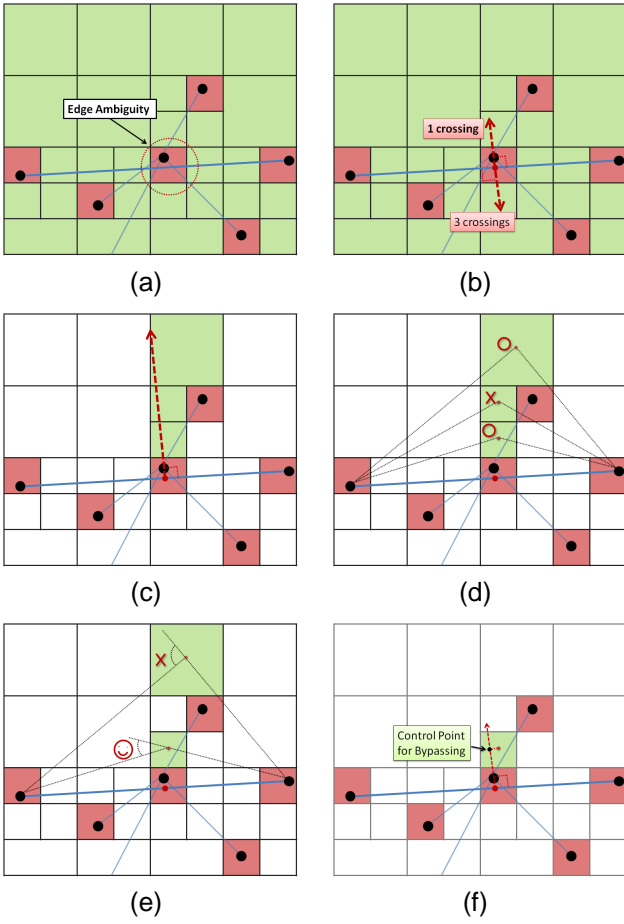 Edge Ambiguity
1 crossing
3 crossings
(a)
(b)
O
X
O
(c)
(d)
X
Control Point
for Bypassing
(e)
(f)